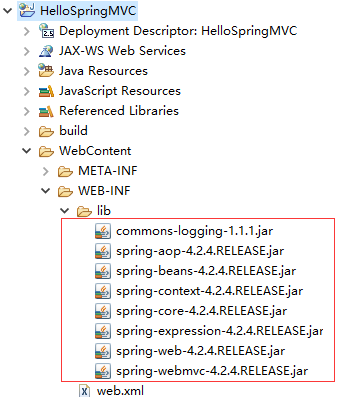 HelloSpringMVC
Deployment Descriptor: HelloSpringMVC
JAX-WS Web Services
Java Resources
JavaScript Resources
Referenced Libraries
build
WebContent
META-INF
WEB-INF
lib
commons-logging-1.1.1.jar
spring-aop-4.2.4.RELEASE.jar
spring-beans-4.2.4.RELEASE.jar
spring-context-4.2.4.RELEASE.jar
spring-core-4.2.4.RELEASE.jar
spring-expression-4.2.4.RELEASE.jar
spring-web-4.2.4.RELEASE.jar
spring-webmvc-4.2.4.RELEASE.jar
web.xml